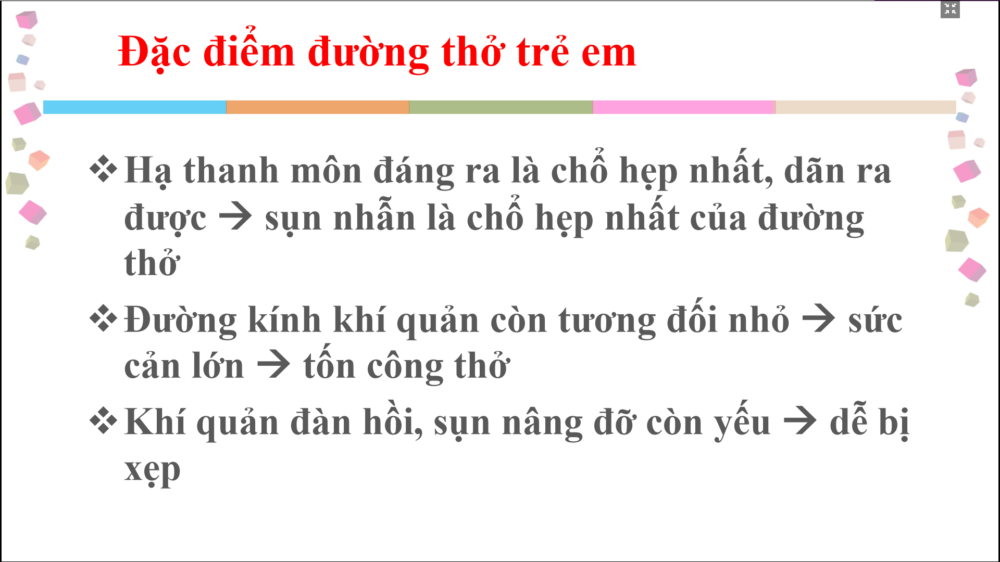 Đặc điểm đường thở trẻ em
❖ Hạ thanh môn đáng ra là chổ hẹp nhất, dãn ra
được → sụn nhẫn là chổ hẹp nhất của đường
thở
❖ Đường kính khí quản còn tương đối nhỏ → sức
cản lớn → tốn công thở
❖ Khí quản đàn hồi, sụn nâng đỡ còn yếu → dễ bị
xẹp